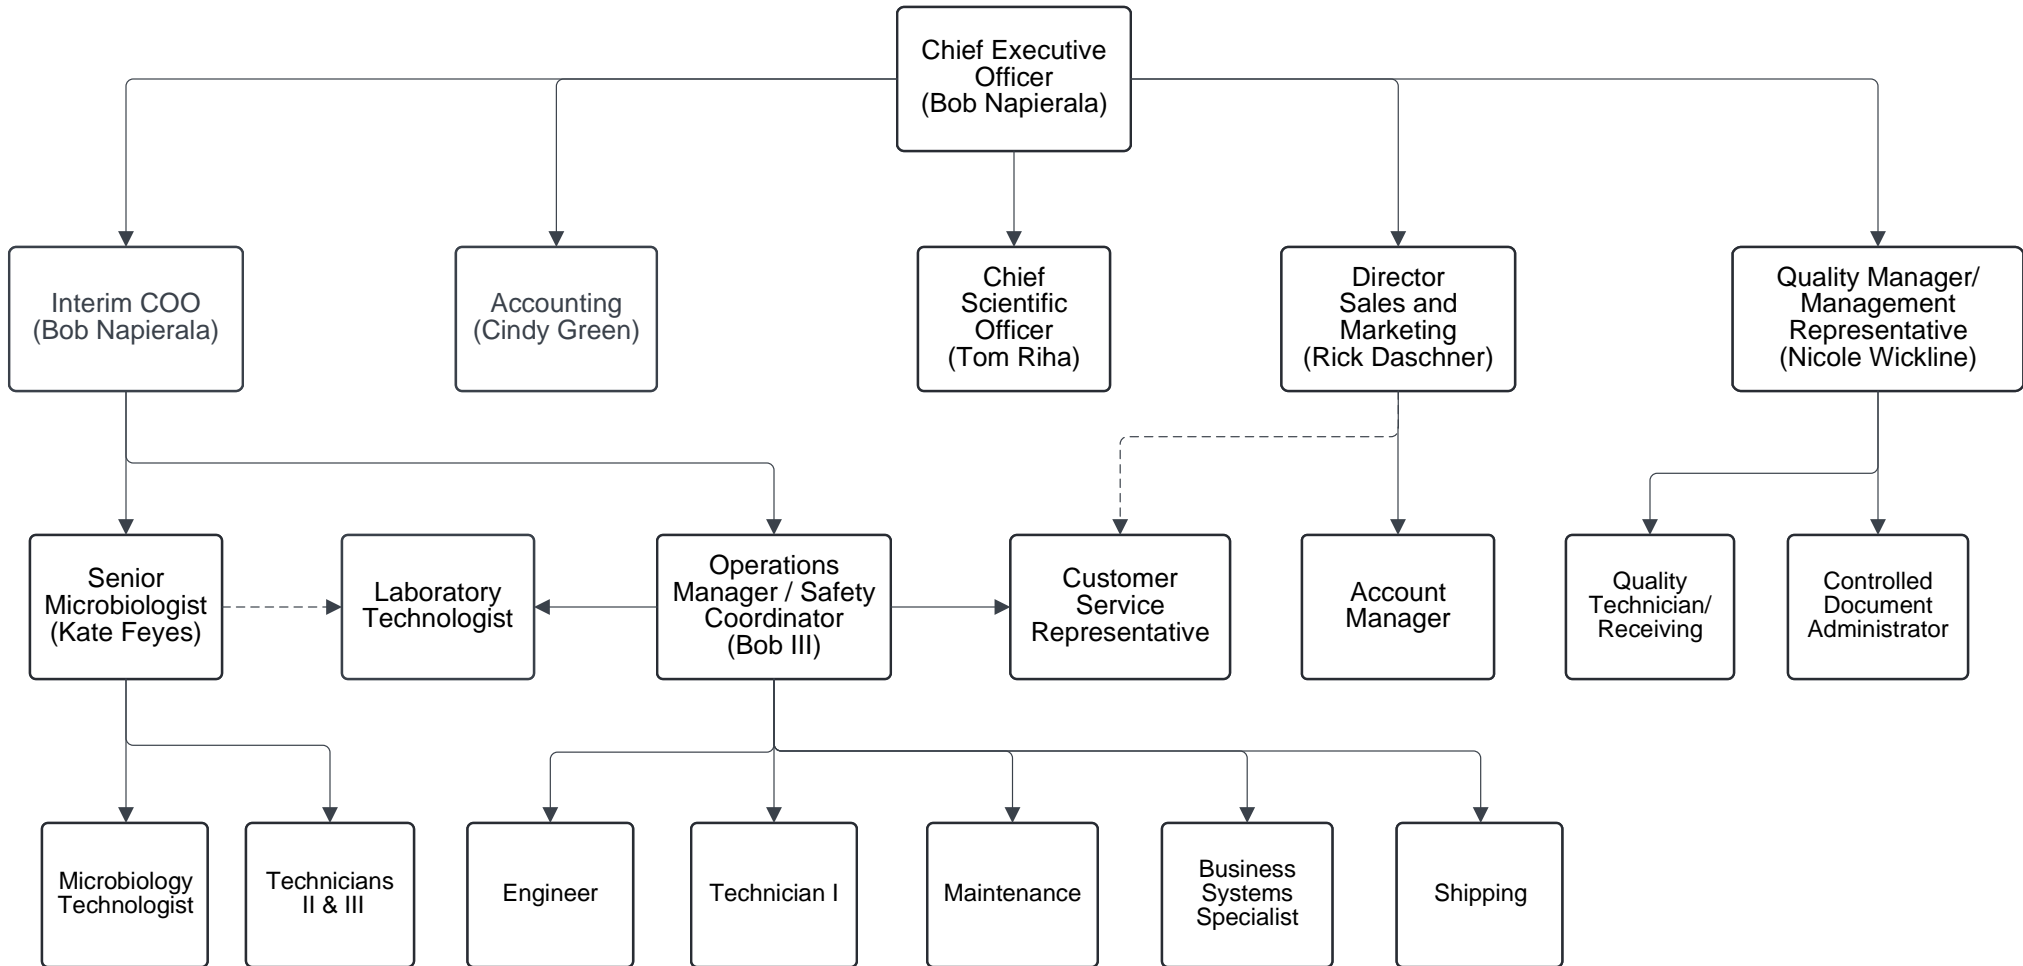 Chief Executive
Officer
(Bob Napierala)
Interim COO
(Bob Napierala)
Accounting
(Cindy Green)
Chief
Scientific
Officer
(Tom Riha)
Director
Sales and
Marketing
(Rick Daschner)
Quality Manager/
Management
Representative
(Nicole Wickline)
Senior
Microbiologist
(Kate Feyes)
Laboratory
Technologist
Operations
Manager / Safety
Coordinator
(Bob III)
Customer
Service
Representative
Account
Manager
Quality
Technician/
Receiving
Controlled
Document
Administrator
Microbiology
Technologist
Technicians
II & III
Engineer
Technician I
Maintenance
Business
Systems
Specialist
Shipping